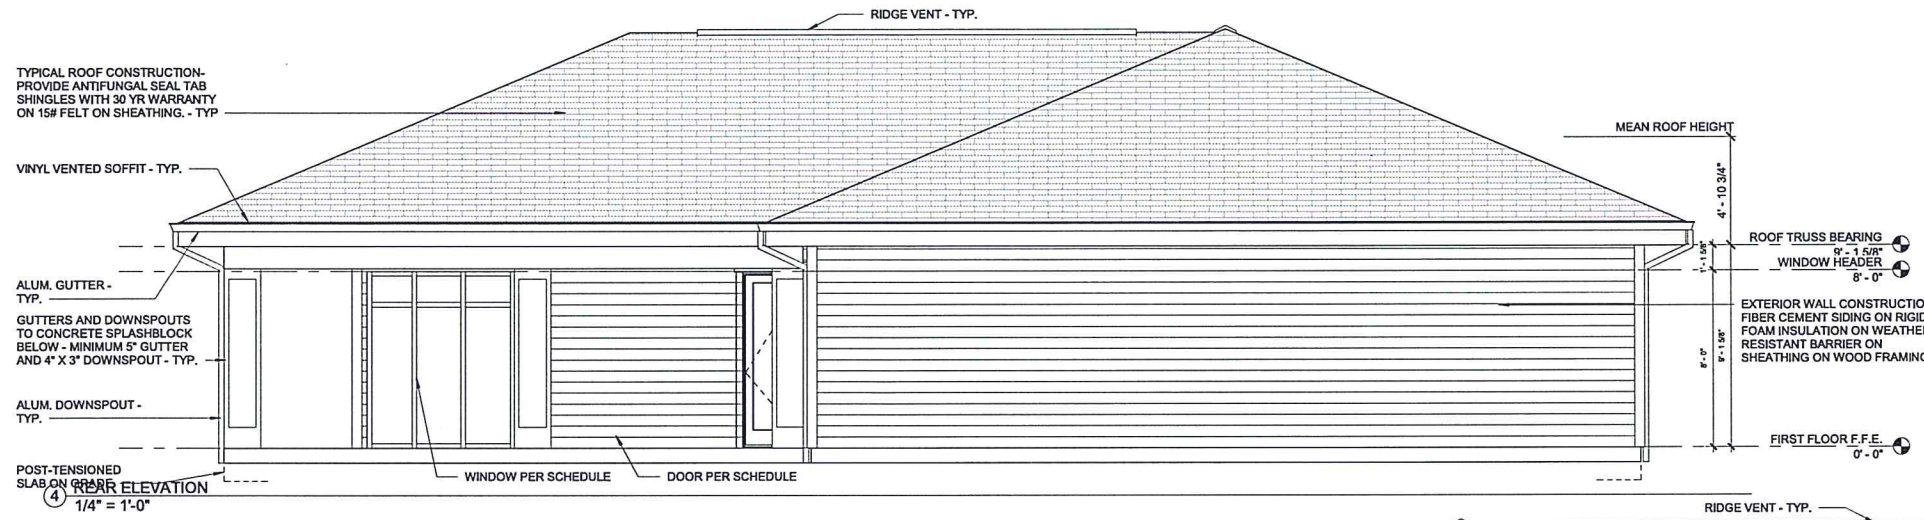 RIDGE VENT - TYP.
TYPICAL ROOF CONSTRUCTION-
PROVIDE ANTIFUNGAL SEAL TAB
SHINGLES WITH 30 YR WARRANTY
ON 15# FELT ON SHEATHING. - TYP
MEAN ROOF HEIGHT
VINYL VENTED SOFFIT - TYP.
4' - 10 3/4"
ROOF TRUSS BEARING
9' - 1 5/8"
1' - 1 5/8"
WINDOW HEADER
8' - 0"
ALUM. GUTTER -
TYP.
GUTTERS AND DOWNSPOUTS
TO CONCRETE SPLASHBLOCK
BELOW - MINIMUM 5" GUTTER
AND 4" X 3" DOWNSPOUT - TYP.
EXTERIOR WALL CONSTRUCTIO
FIBER CEMENT SIDING ON RIGID
FOAM INSULATION ON WEATHE
RESISTANT BARRIER ON
SHEATHING ON WOOD FRAMING
8' - 0"
9' - 1 5/8"
ALUM. DOWNSPOUT -
TYP.
FIRST FLOOR F.F.E.
0' - 0"
POST-TENSIONED
SLAB ON GRADE
WINDOW PER SCHEDULE
DOOR PER SCHEDULE
4
REAR ELEVATION
1/4" = 1'-0"
RIDGE VENT - TYP.